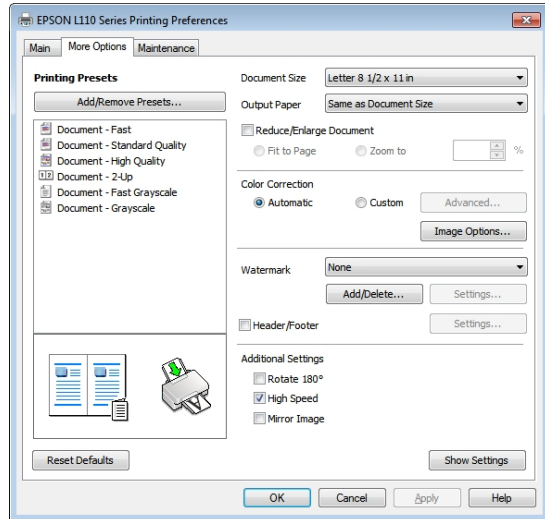 EPSON L110 Series Printing Preferences
Main More Options Maintenance
Printing Presets
Add/Remove Presets...
Document - Fast
Document - Standard Quality
Document - High Quality
1 2 Document - 2-Up
Document - Fast Grayscale
Document - Grayscale
Reset Defaults
Document Size Letter 8 1/2 x 11 in
Output Paper Same as Document Size
Reduce/Enlarge Document
Fit to Page Zoom to %
Color Correction
Automatic Custom Advanced...
Image Options...
Watermark None
Add/Delete... Settings...
Header/Footer Settings...
Additional Settings
Rotate 180°
High Speed
Mirror Image
Show Settings
OK Cancel Apply Help